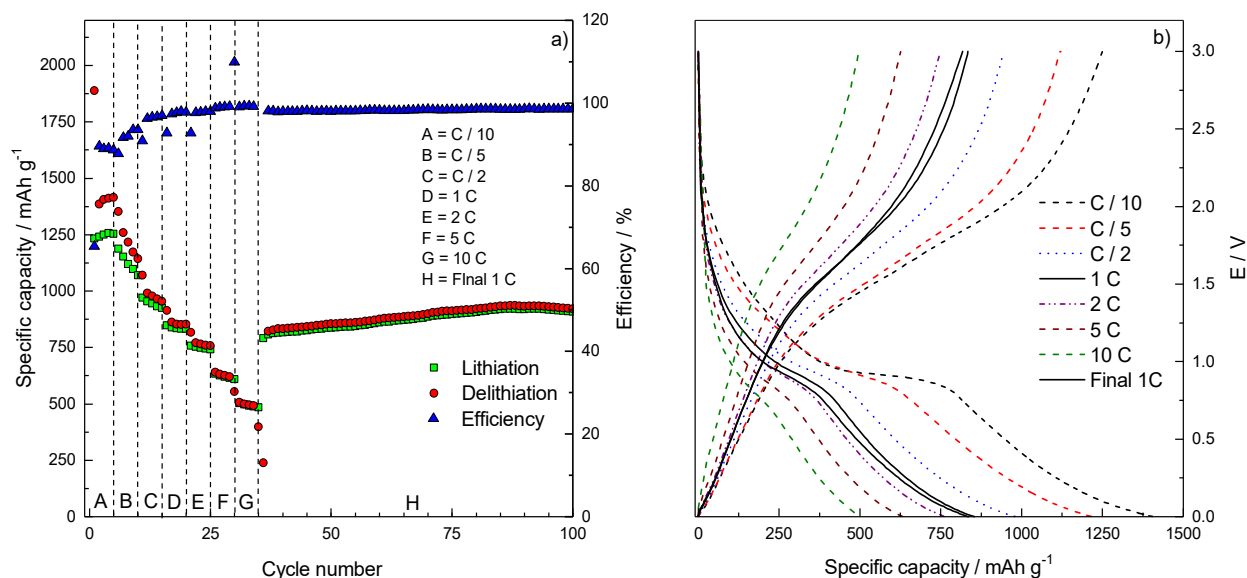 a)
Specific capacity / mAh g⁻¹
2000
1750
1500
1250
1000
750
500
250
0
120
100
80
60
40
20
0
Efficiency / %
A = C / 10
B = C / 5
C = C / 2
D = 1 C
E = 2 C
F = 5 C
G = 10 C
H = FInal 1 C
Lithiation
Delithiation
Efficiency
A B C D E F G H
0 25 50 75 100
Cycle number
b)
3.0
2.5
2.0
1.5
1.0
0.5
0.0
E / V
C / 10
C / 5
C / 2
1 C
2 C
5 C
10 C
Final 1C
0 250 500 750 1000 1250 1500
Specific capacity / mAh g⁻¹